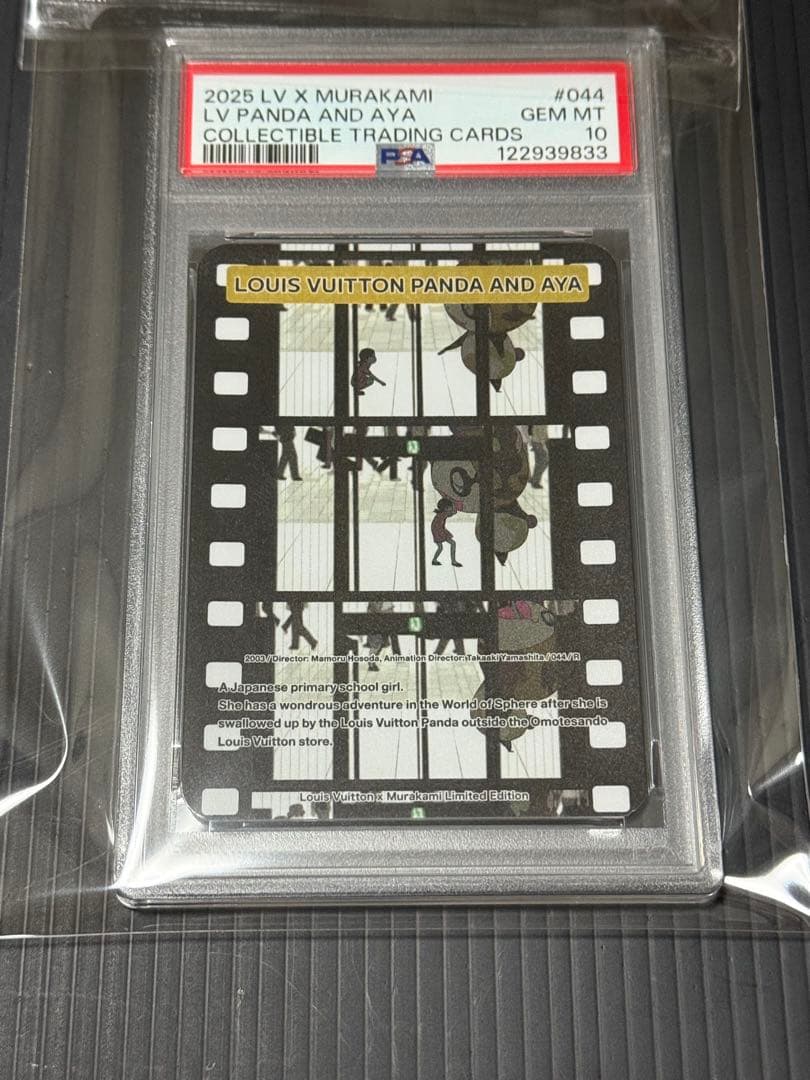 2025 LV X MURAKAMI #044
LV PANDA AND AYA GEM MT
COLLECTIBLE TRADING CARDS 10
PSA 122939833
LOUIS VUITTON PANDA AND AYA
2003 / Director: Mamoru Hosoda, Animation Director: Takaaki Yamashita / 044 / R
A Japanese primary school girl.
She has a wondrous adventure in the World of Sphere after she is
swallowed up by the Louis Vuitton Panda outside the Omotesando
Louis Vuitton store.
Louis Vuitton x Murakami Limited Edition